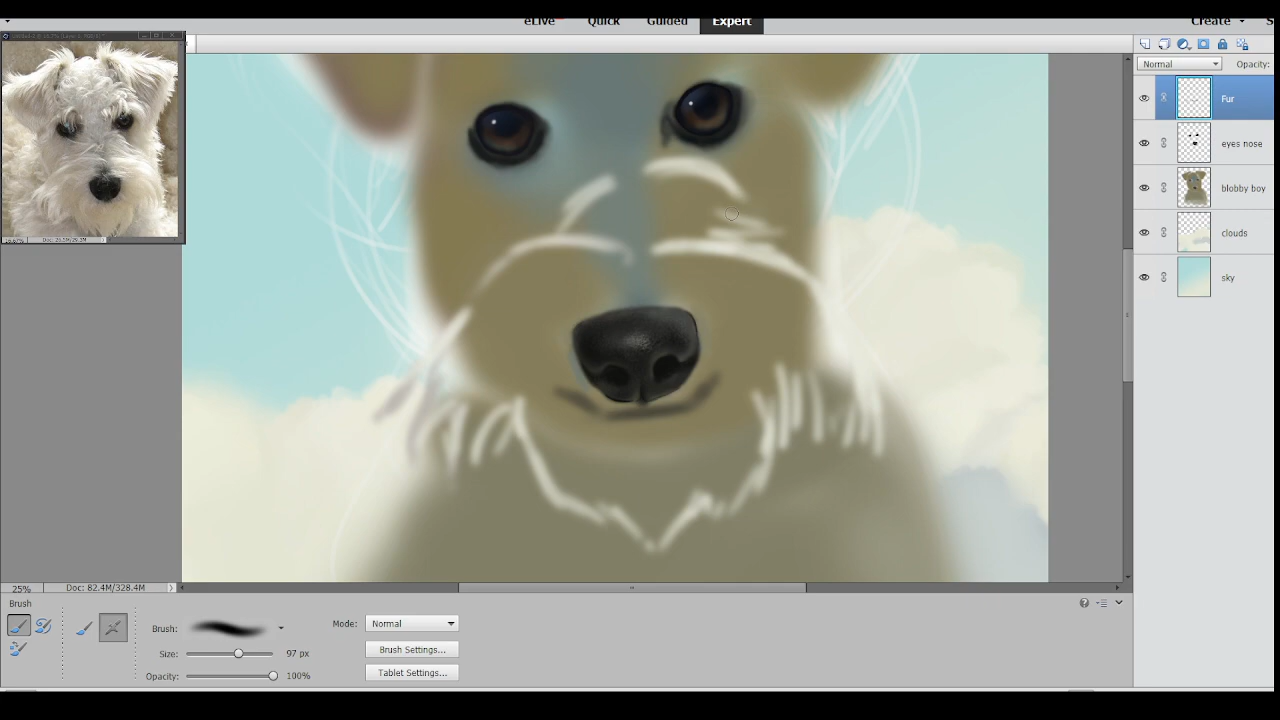 eLive Quick Guided Expert Create
Normal Opacity:
Fur
eyes nose
blobby boy
clouds
sky
25% Doc: 82.4M/328.4M
Brush
Brush: Mode: Normal
Size: 97 px Brush Settings...
Opacity: 100% Tablet Settings...